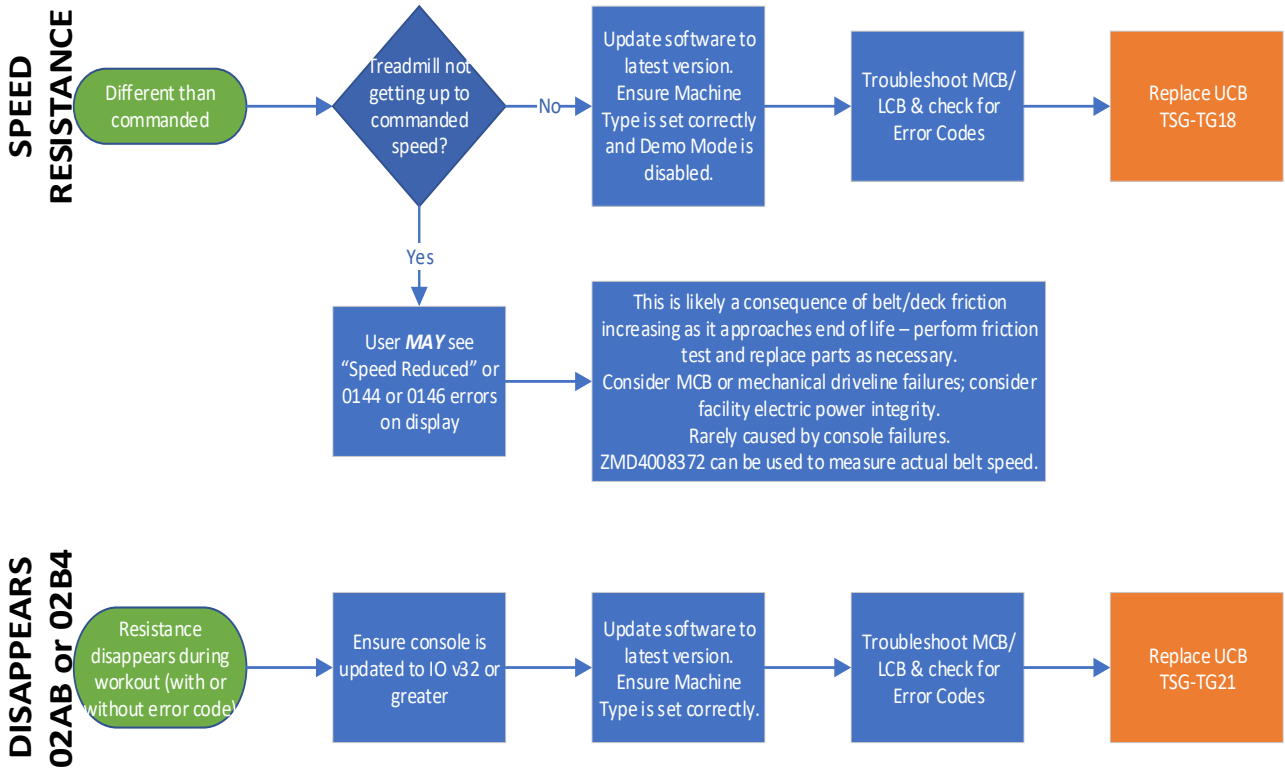 SPEED
RESISTANCE
Different than
commanded
Treadmill not
getting up to
commanded
speed?
No
Update software to
latest version.
Ensure Machine
Type is set correctly
and Demo Mode is
disabled.
Troubleshoot MCB/
LCB & check for
Error Codes
Replace UCB
TSG-TG18
Yes
User MAY see
“Speed Reduced” or
0144 or 0146 errors
on display
This is likely a consequence of belt/deck friction
increasing as it approaches end of life – perform friction
test and replace parts as necessary.
Consider MCB or mechanical driveline failures; consider
facility electric power integrity.
Rarely caused by console failures.
ZMD4008372 can be used to measure actual belt speed.
DISAPPEARS
02AB or 02B4
Resistance
disappears during
workout (with or
without error code)
Ensure console is
updated to IO v32 or
greater
Update software to
latest version.
Ensure Machine
Type is set correctly.
Troubleshoot MCB/
LCB & check for
Error Codes
Replace UCB
TSG-TG21